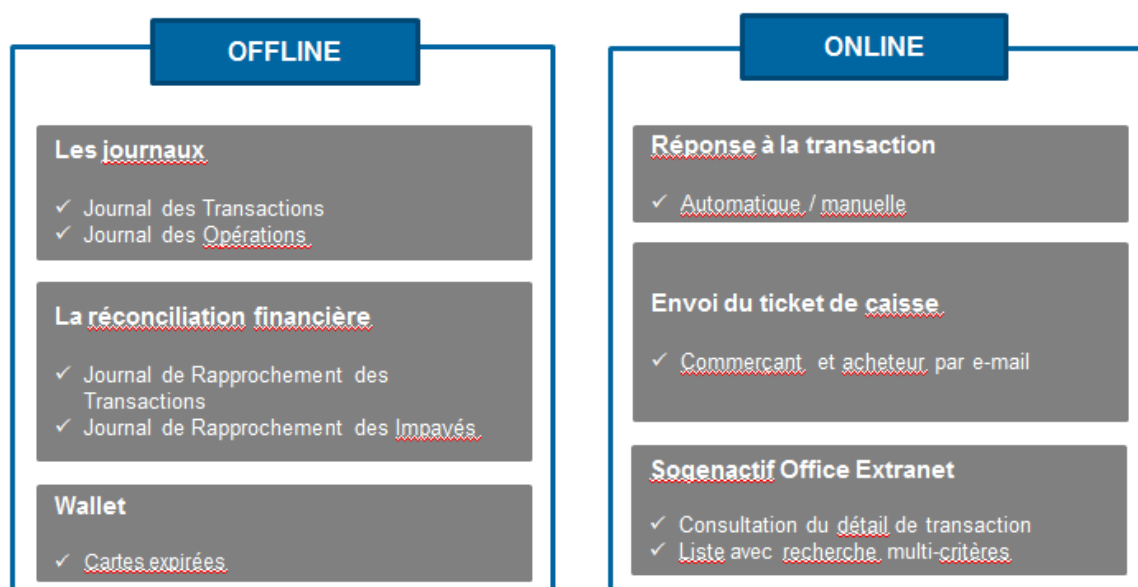 OFFLINE
Les journaux
✓ Journal des Transactions
✓ Journal des Opérations
La réconciliation financière
✓ Journal de Rapprochement des
Transactions
✓ Journal de Rapprochement des Impayés
Wallet
✓ Cartes expirées
ONLINE
Réponse à la transaction
✓ Automatique / manuelle
Envoi du ticket de caisse
✓ Commerçant et acheteur par e-mail
Sogenactif Office Extranet
✓ Consultation du détail de transaction
✓ Liste avec recherche multi-critères